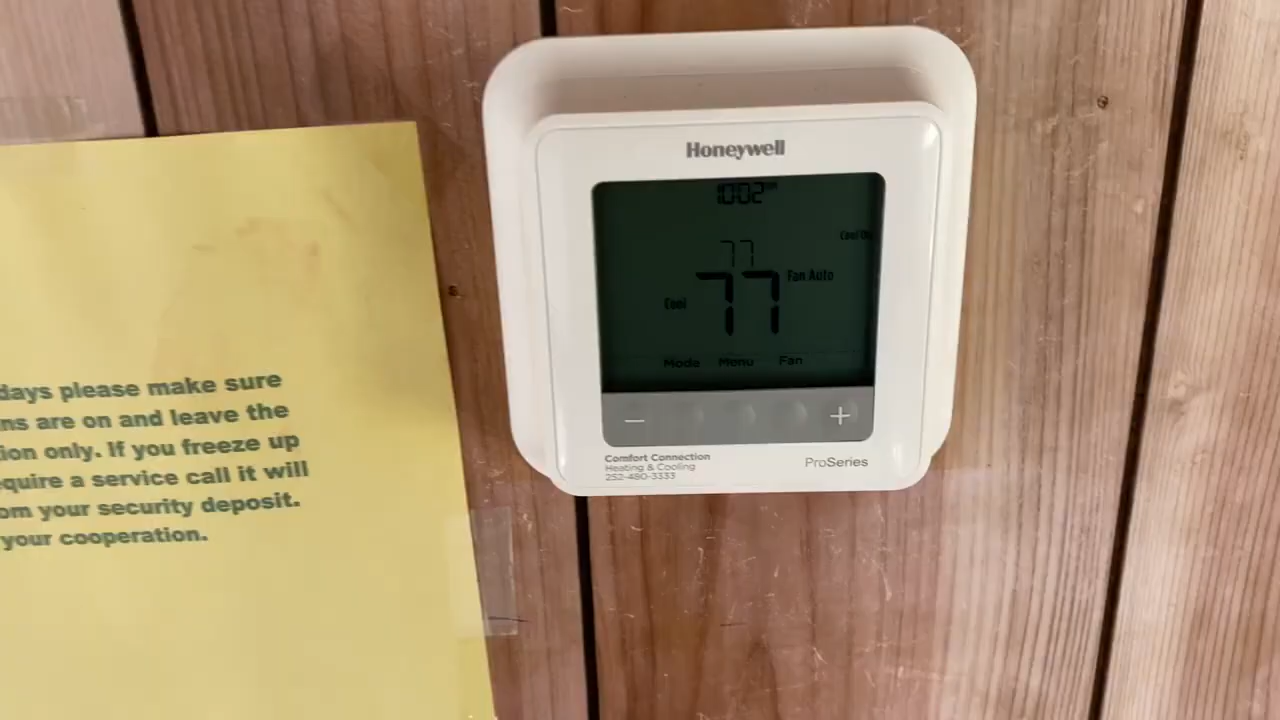 days please make sure
ns are on and leave the
ion only. If you freeze up
quire a service call it will
om your security deposit.
your cooperation.
Honeywell
10:02
Cool On
77
77
Fan Auto
Cool
Mode Menu Fan
− +
Comfort Connection
Heating & Cooling
252-480-3333
ProSeries